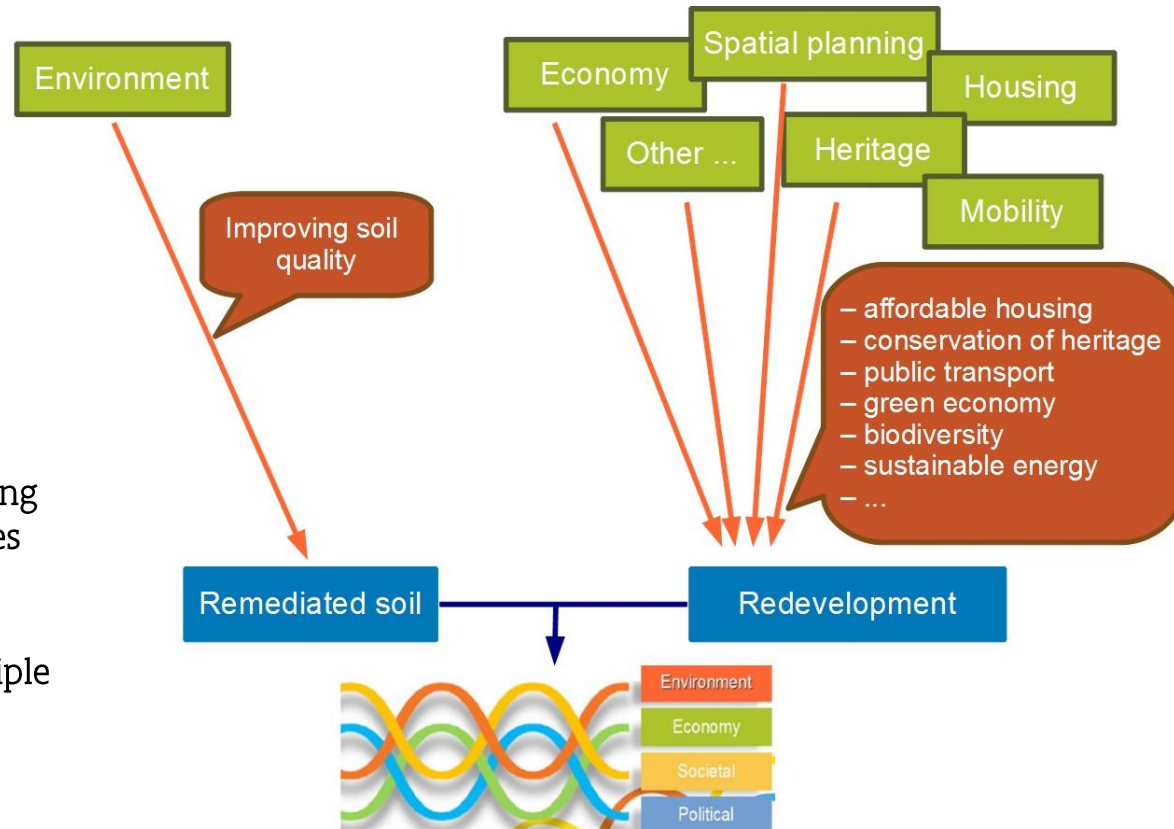 Environment
Economy
Spatial planning
Housing
Other ...
Heritage
Mobility
Improving soil
quality
– affordable housing
– conservation of heritage
– public transport
– green economy
– biodiversity
– sustainable energy
– ...
Remediated soil
Redevelopment
Environment
Economy
Societal
Political